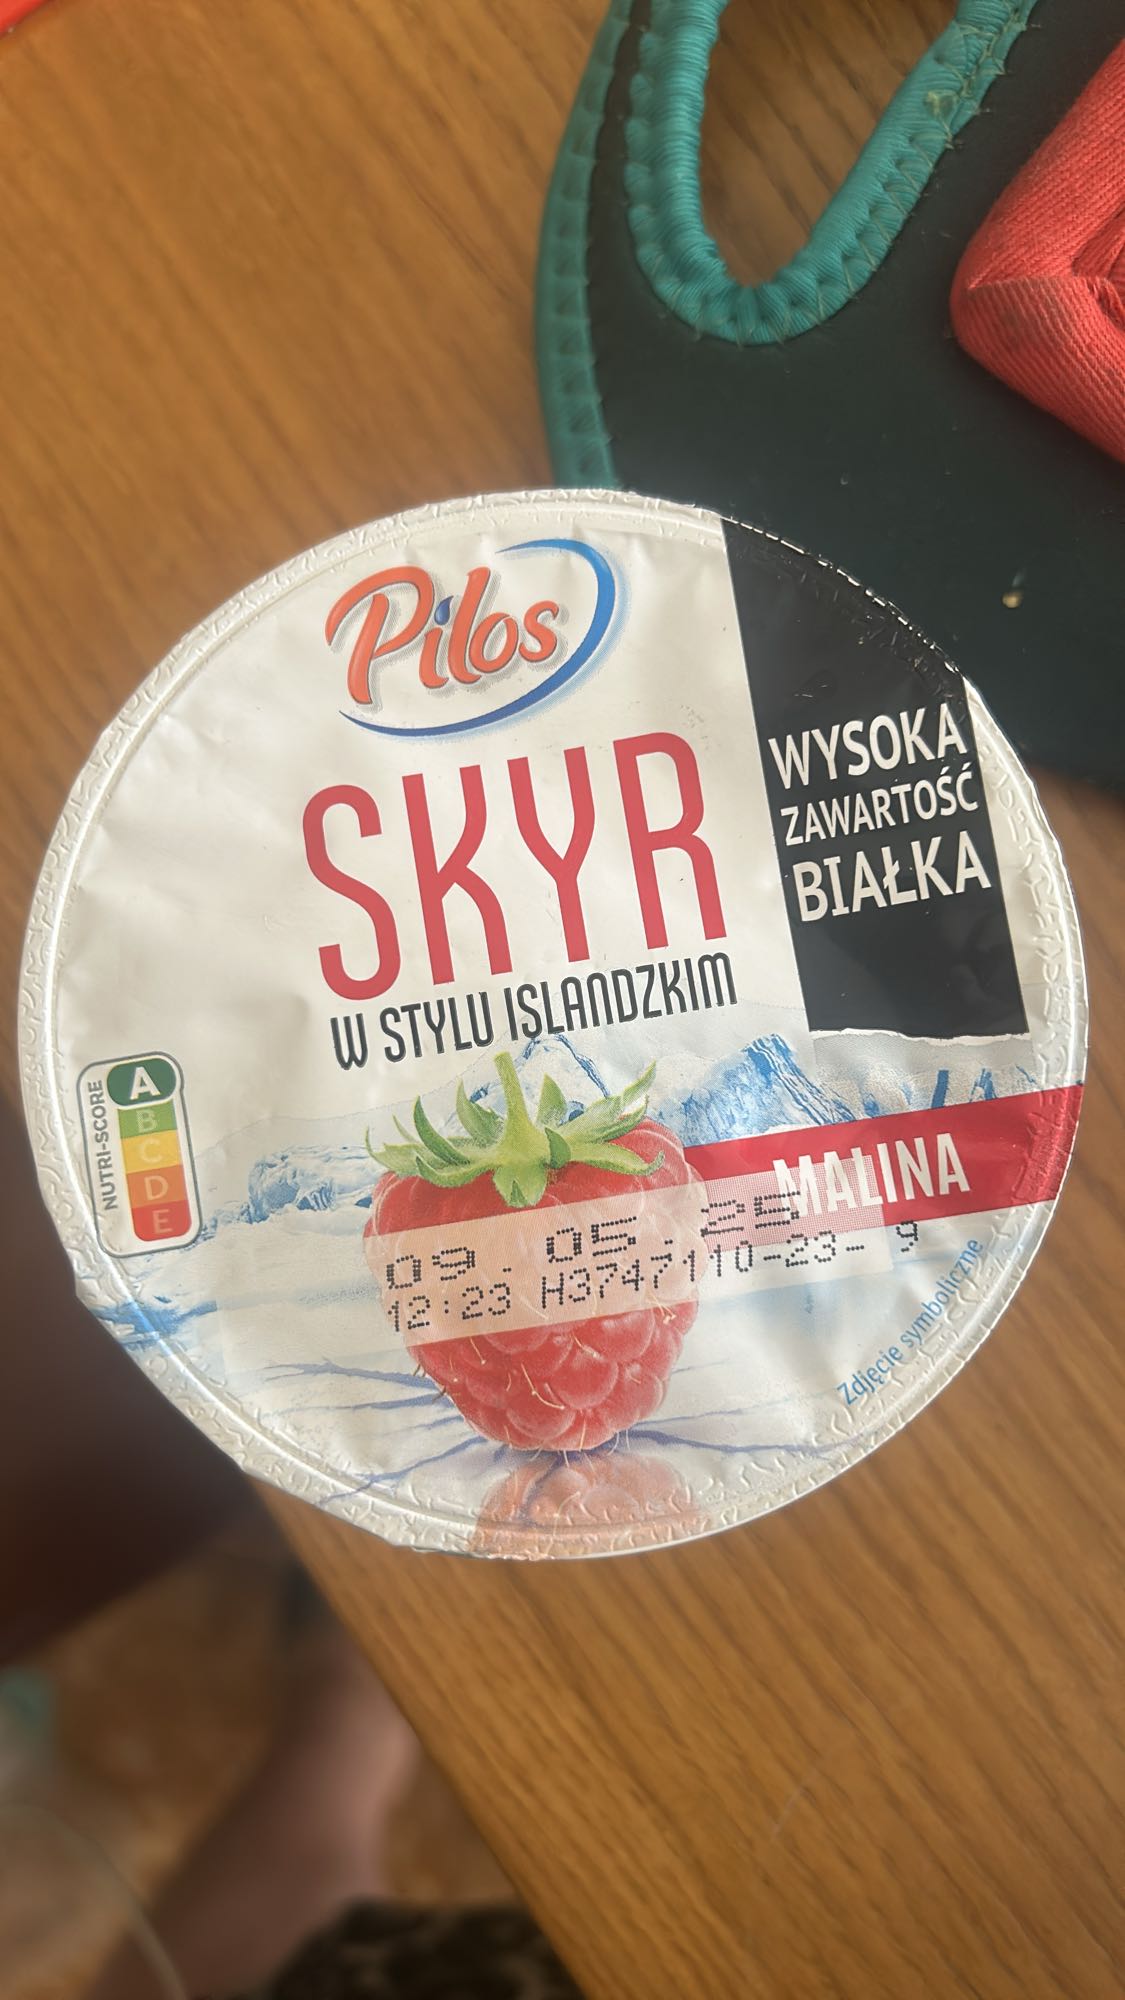 Pilos
SKYR
W STYLU ISLANDZKIM
WYSOKA
ZAWARTOŚĆ
BIAŁKA
NUTRI-SCORE
A
B
C
D
E
MALINA
09. 05. 25
12:23 H3747110-23- 9
Zdjęcie symboliczne